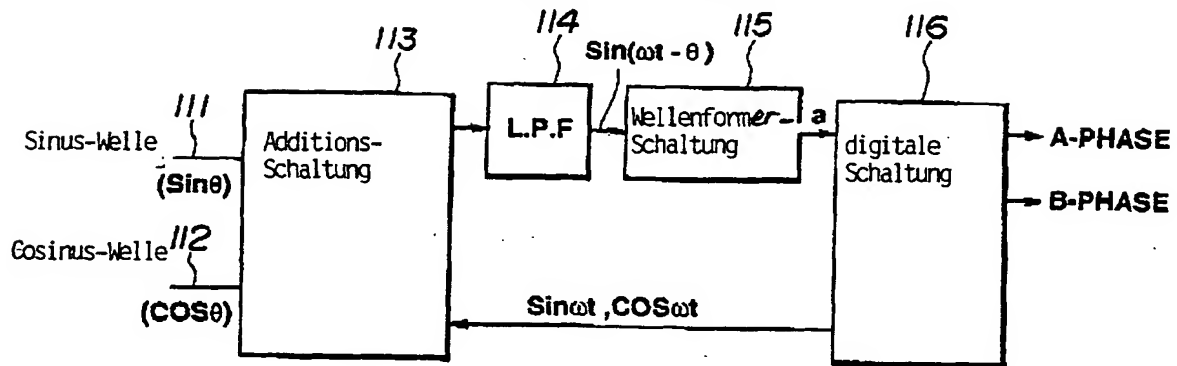 113
114
Sin(ωt - θ)
115
116
111
Sinus-Welle
(Sinθ)
Additions-
Schaltung
L.P.F
Wellenformer-
Schaltung
a
digitale
Schaltung
A-PHASE
B-PHASE
Cosinus-Welle
112
(COSθ)
Sinωt ,COSωt